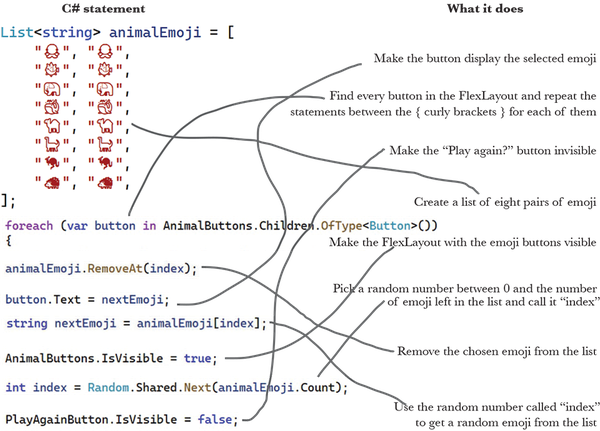 C# statement
What it does
List<string> animalEmoji = [
"🐙", "🐙",
"🐡", "🐡",
"🐘", "🐘",
"🐳", "🐳",
"🐪", "🐪",
"🦕", "🦕",
"🦘", "🦘",
"🦔", "🦔",
];
foreach (var button in AnimalButtons.Children.OfType<Button>())
{
animalEmoji.RemoveAt(index);
button.Text = nextEmoji;
string nextEmoji = animalEmoji[index];
AnimalButtons.IsVisible = true;
int index = Random.Shared.Next(animalEmoji.Count);
PlayAgainButton.IsVisible = false;
Make the button display the selected emoji
Find every button in the FlexLayout and repeat the
statements between the { curly brackets } for each of them
Make the “Play again?” button invisible
Create a list of eight pairs of emoji
Make the FlexLayout with the emoji buttons visible
Pick a random number between 0 and the number
of emoji left in the list and call it “index”
Remove the chosen emoji from the list
Use the random number called “index”
to get a random emoji from the list